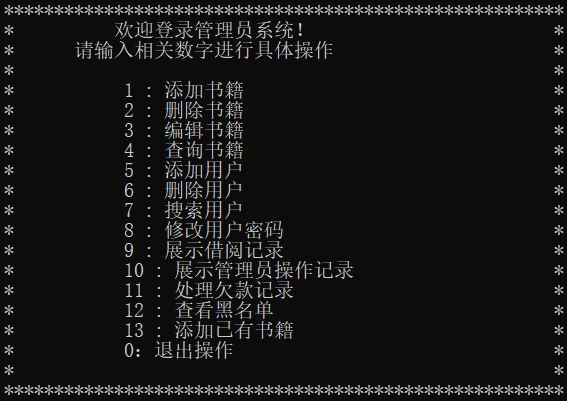 ********************************************************
* 欢迎登录管理员系统! *
* 请输入相关数字进行具体操作 *
* *
* 1 : 添加书籍 *
* 2 : 删除书籍 *
* 3 : 编辑书籍 *
* 4 : 查询书籍 *
* 5 : 添加用户 *
* 6 : 删除用户 *
* 7 : 搜索用户 *
* 8 : 修改用户密码 *
* 9 : 展示借阅记录 *
* 10 : 展示管理员操作记录 *
* 11 : 处理欠款记录 *
* 12 : 查看黑名单 *
* 13 : 添加已有书籍 *
* 0：退出操作 *
* *
********************************************************